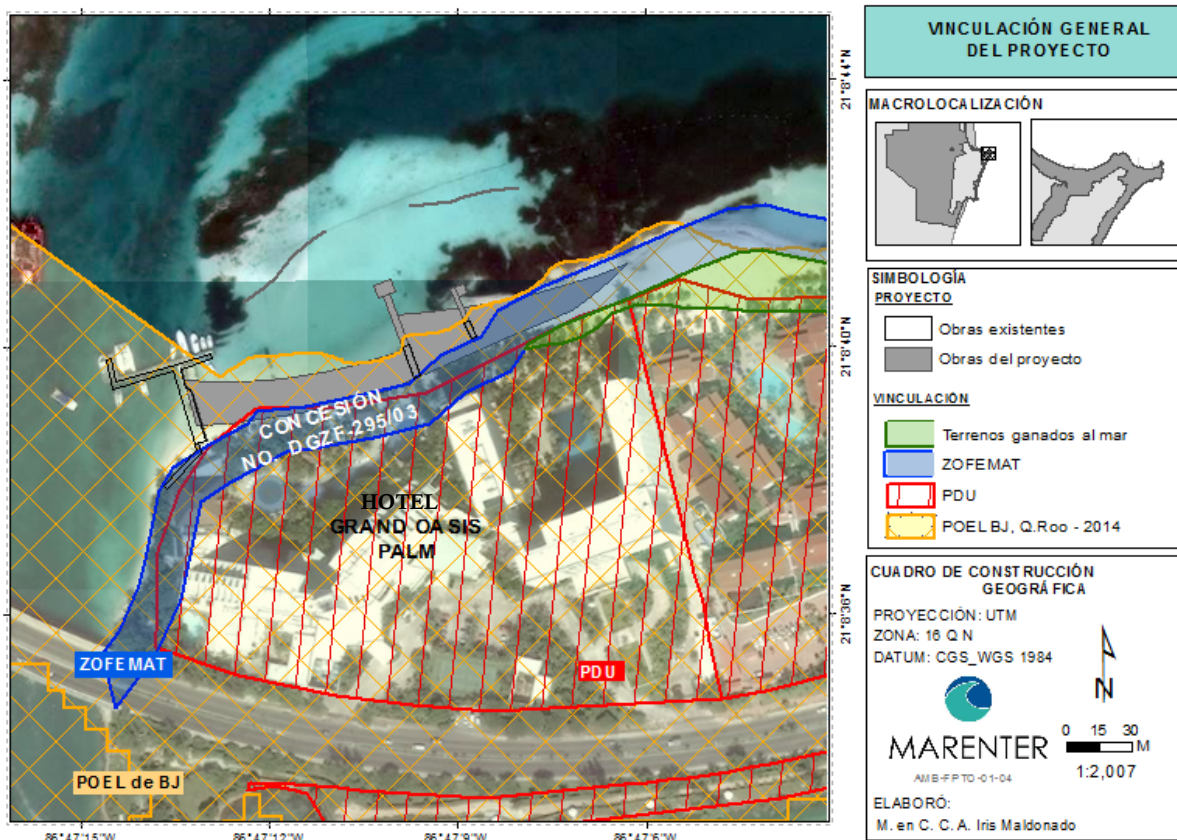 VINCULACIÓN GENERAL
DEL PROYECTO
MACROLOCALIZACIÓN
SIMBOLOGÍA
PROYECTO
Obras existentes
Obras del proyecto
VINCULACIÓN
Terrenos ganados al mar
ZOFEMAT
PDU
POEL BJ, Q.Roo - 2014
CUADRO DE CONSTRUCCIÓN
GEOGRÁFICA
PROYECCIÓN: UTM
ZONA: 16 Q N
DATUM: CGS_WGS 1984
N
MARENTER
0 15 30
M
AMB-FPTO-01-04
1:2,007
ELABORÓ:
M. en C. C. A. Iris Maldonado
21°8'44"N
21°8'40"N
21°8'36"N
CONCESIÓN
NO. DGZF-295/03
HOTEL
GRAND OASIS
PALM
ZOFEMAT
PDU
POEL de BJ
86°47'15"W
86°47'12"W
86°47'9"W
86°47'6"W